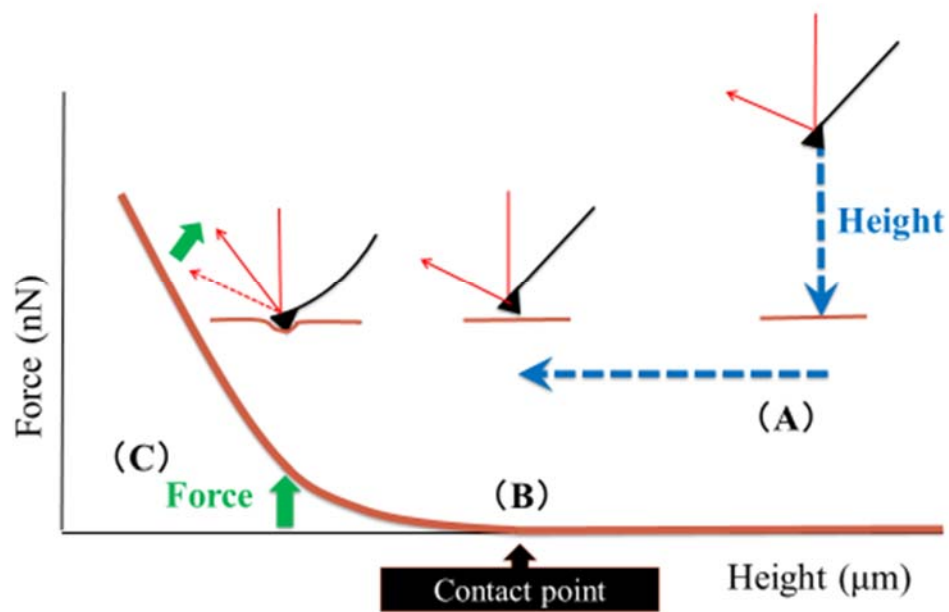 Height
Force (nN)
(A)
(C)
Force
(B)
Contact point
Height (μm)